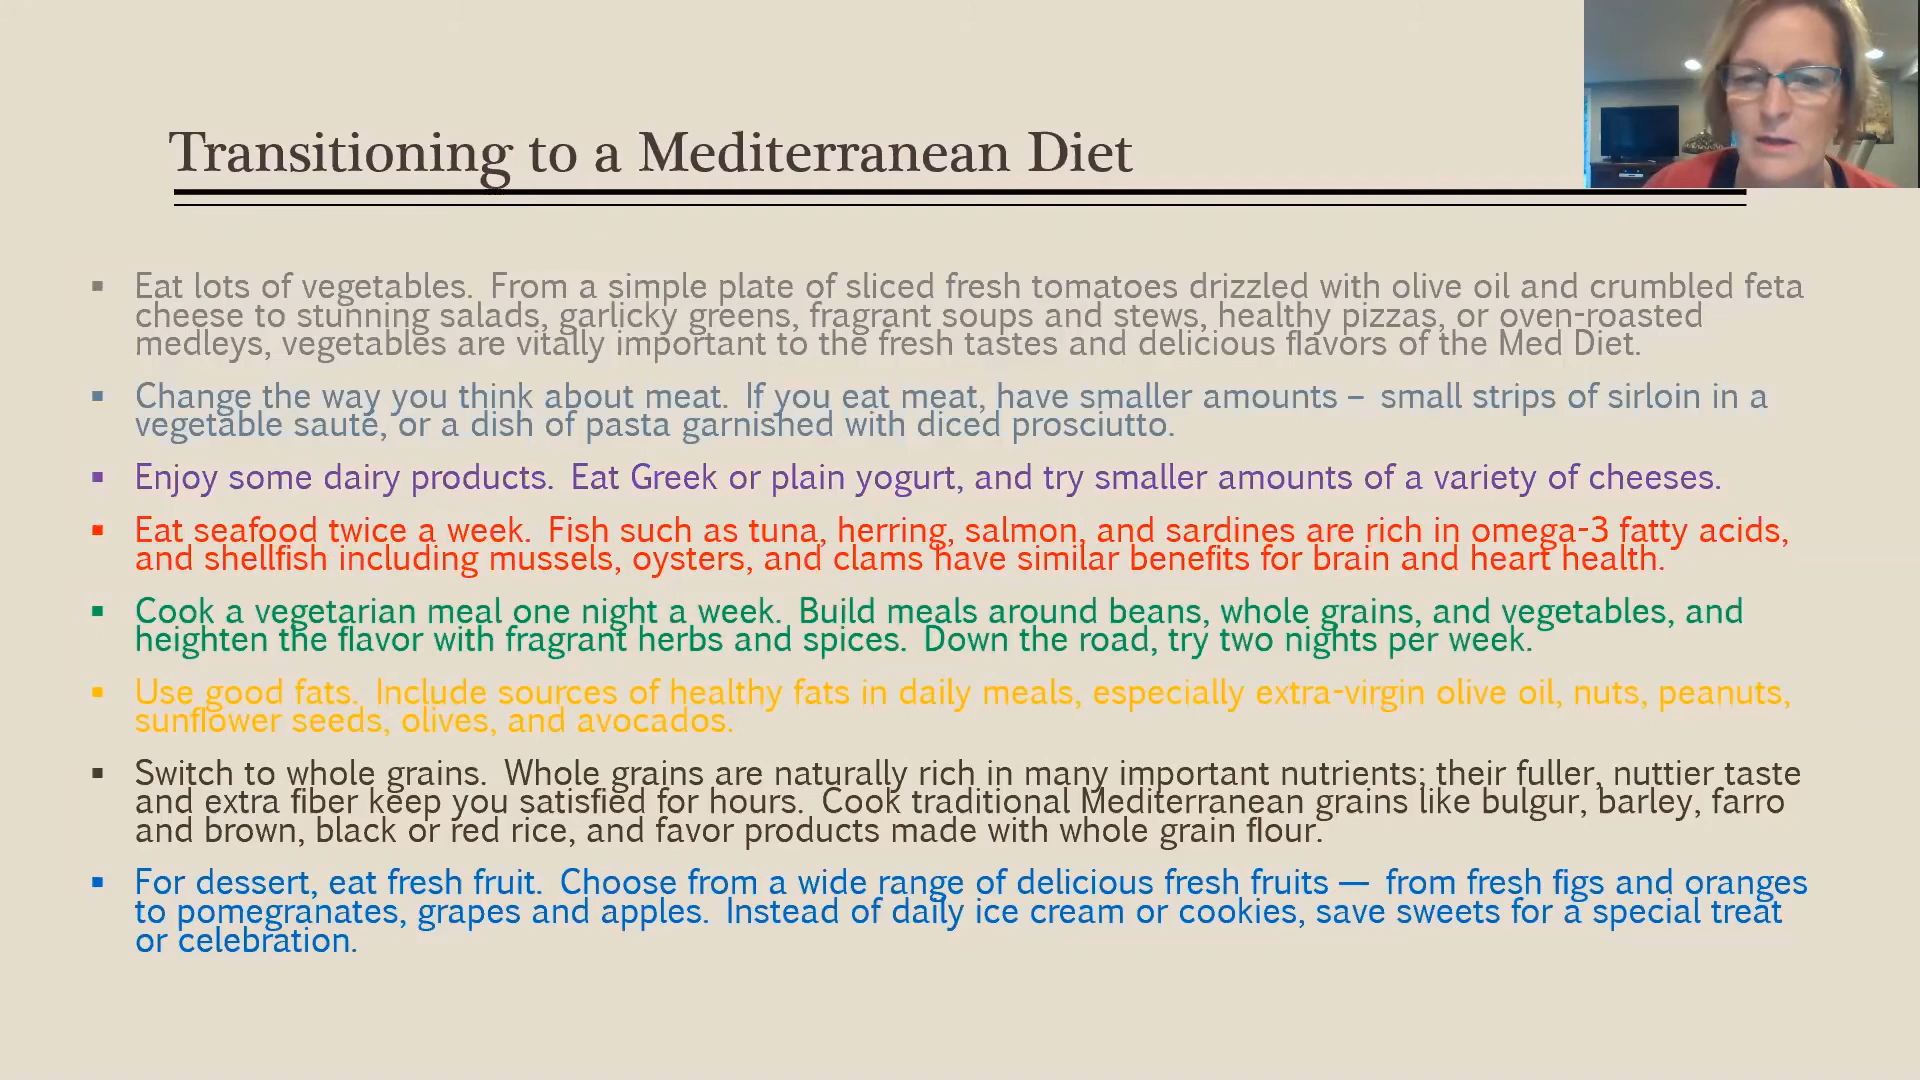 Transitioning to a Mediterranean Diet
▪ Eat lots of vegetables. From a simple plate of sliced fresh tomatoes drizzled with olive oil and crumbled feta
cheese to stunning salads, garlicky greens, fragrant soups and stews, healthy pizzas, or oven-roasted
medleys, vegetables are vitally important to the fresh tastes and delicious flavors of the Med Diet.
▪ Change the way you think about meat. If you eat meat, have smaller amounts – small strips of sirloin in a
vegetable sauté, or a dish of pasta garnished with diced prosciutto.
▪ Enjoy some dairy products. Eat Greek or plain yogurt, and try smaller amounts of a variety of cheeses.
▪ Eat seafood twice a week. Fish such as tuna, herring, salmon, and sardines are rich in omega-3 fatty acids,
and shellfish including mussels, oysters, and clams have similar benefits for brain and heart health.
▪ Cook a vegetarian meal one night a week. Build meals around beans, whole grains, and vegetables, and
heighten the flavor with fragrant herbs and spices. Down the road, try two nights per week.
▪ Use good fats. Include sources of healthy fats in daily meals, especially extra-virgin olive oil, nuts, peanuts,
sunflower seeds, olives, and avocados.
▪ Switch to whole grains. Whole grains are naturally rich in many important nutrients; their fuller, nuttier taste
and extra fiber keep you satisfied for hours. Cook traditional Mediterranean grains like bulgur, barley, farro
and brown, black or red rice, and favor products made with whole grain flour.
▪ For dessert, eat fresh fruit. Choose from a wide range of delicious fresh fruits — from fresh figs and oranges
to pomegranates, grapes and apples. Instead of daily ice cream or cookies, save sweets for a special treat
or celebration.